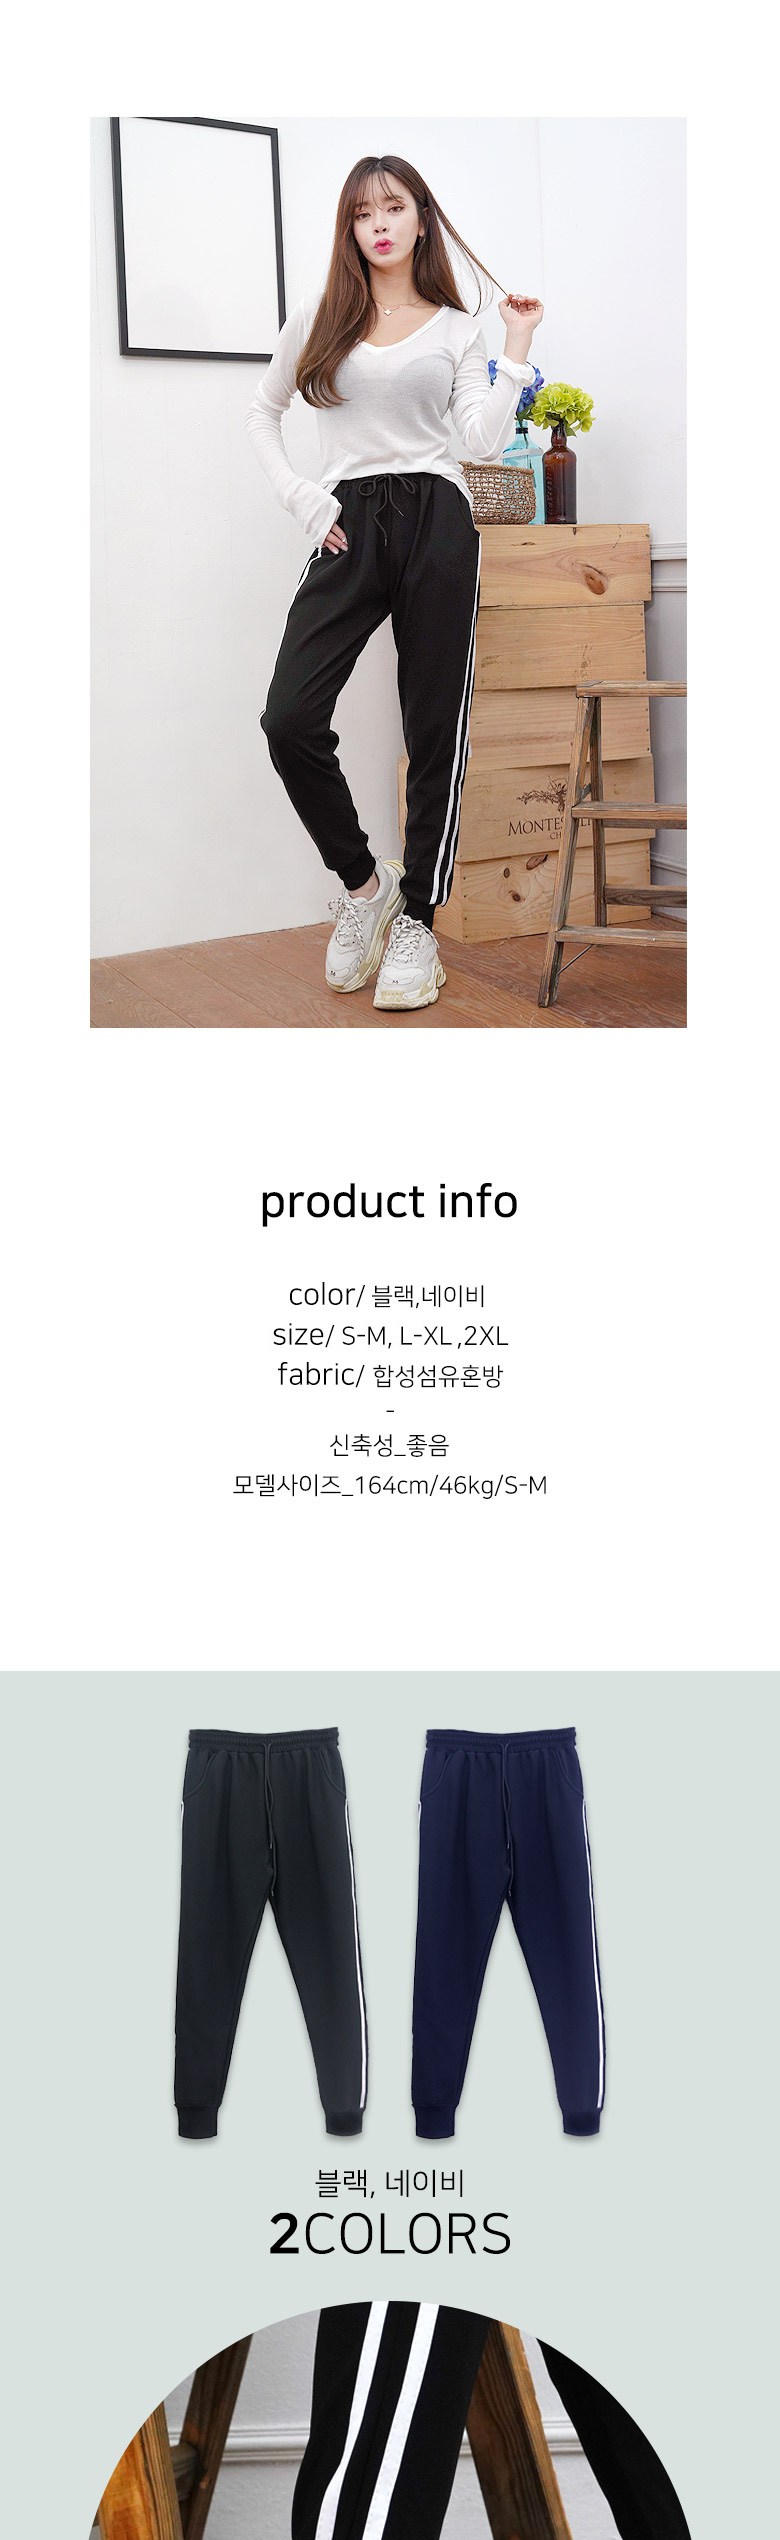 product info
color/ 블랙,네이비
size/ S-M, L-XL ,2XL
fabric/ 합성섬유혼방
-
신축성_좋음
모델사이즈_164cm/46kg/S-M
블랙, 네이비
2COLORS